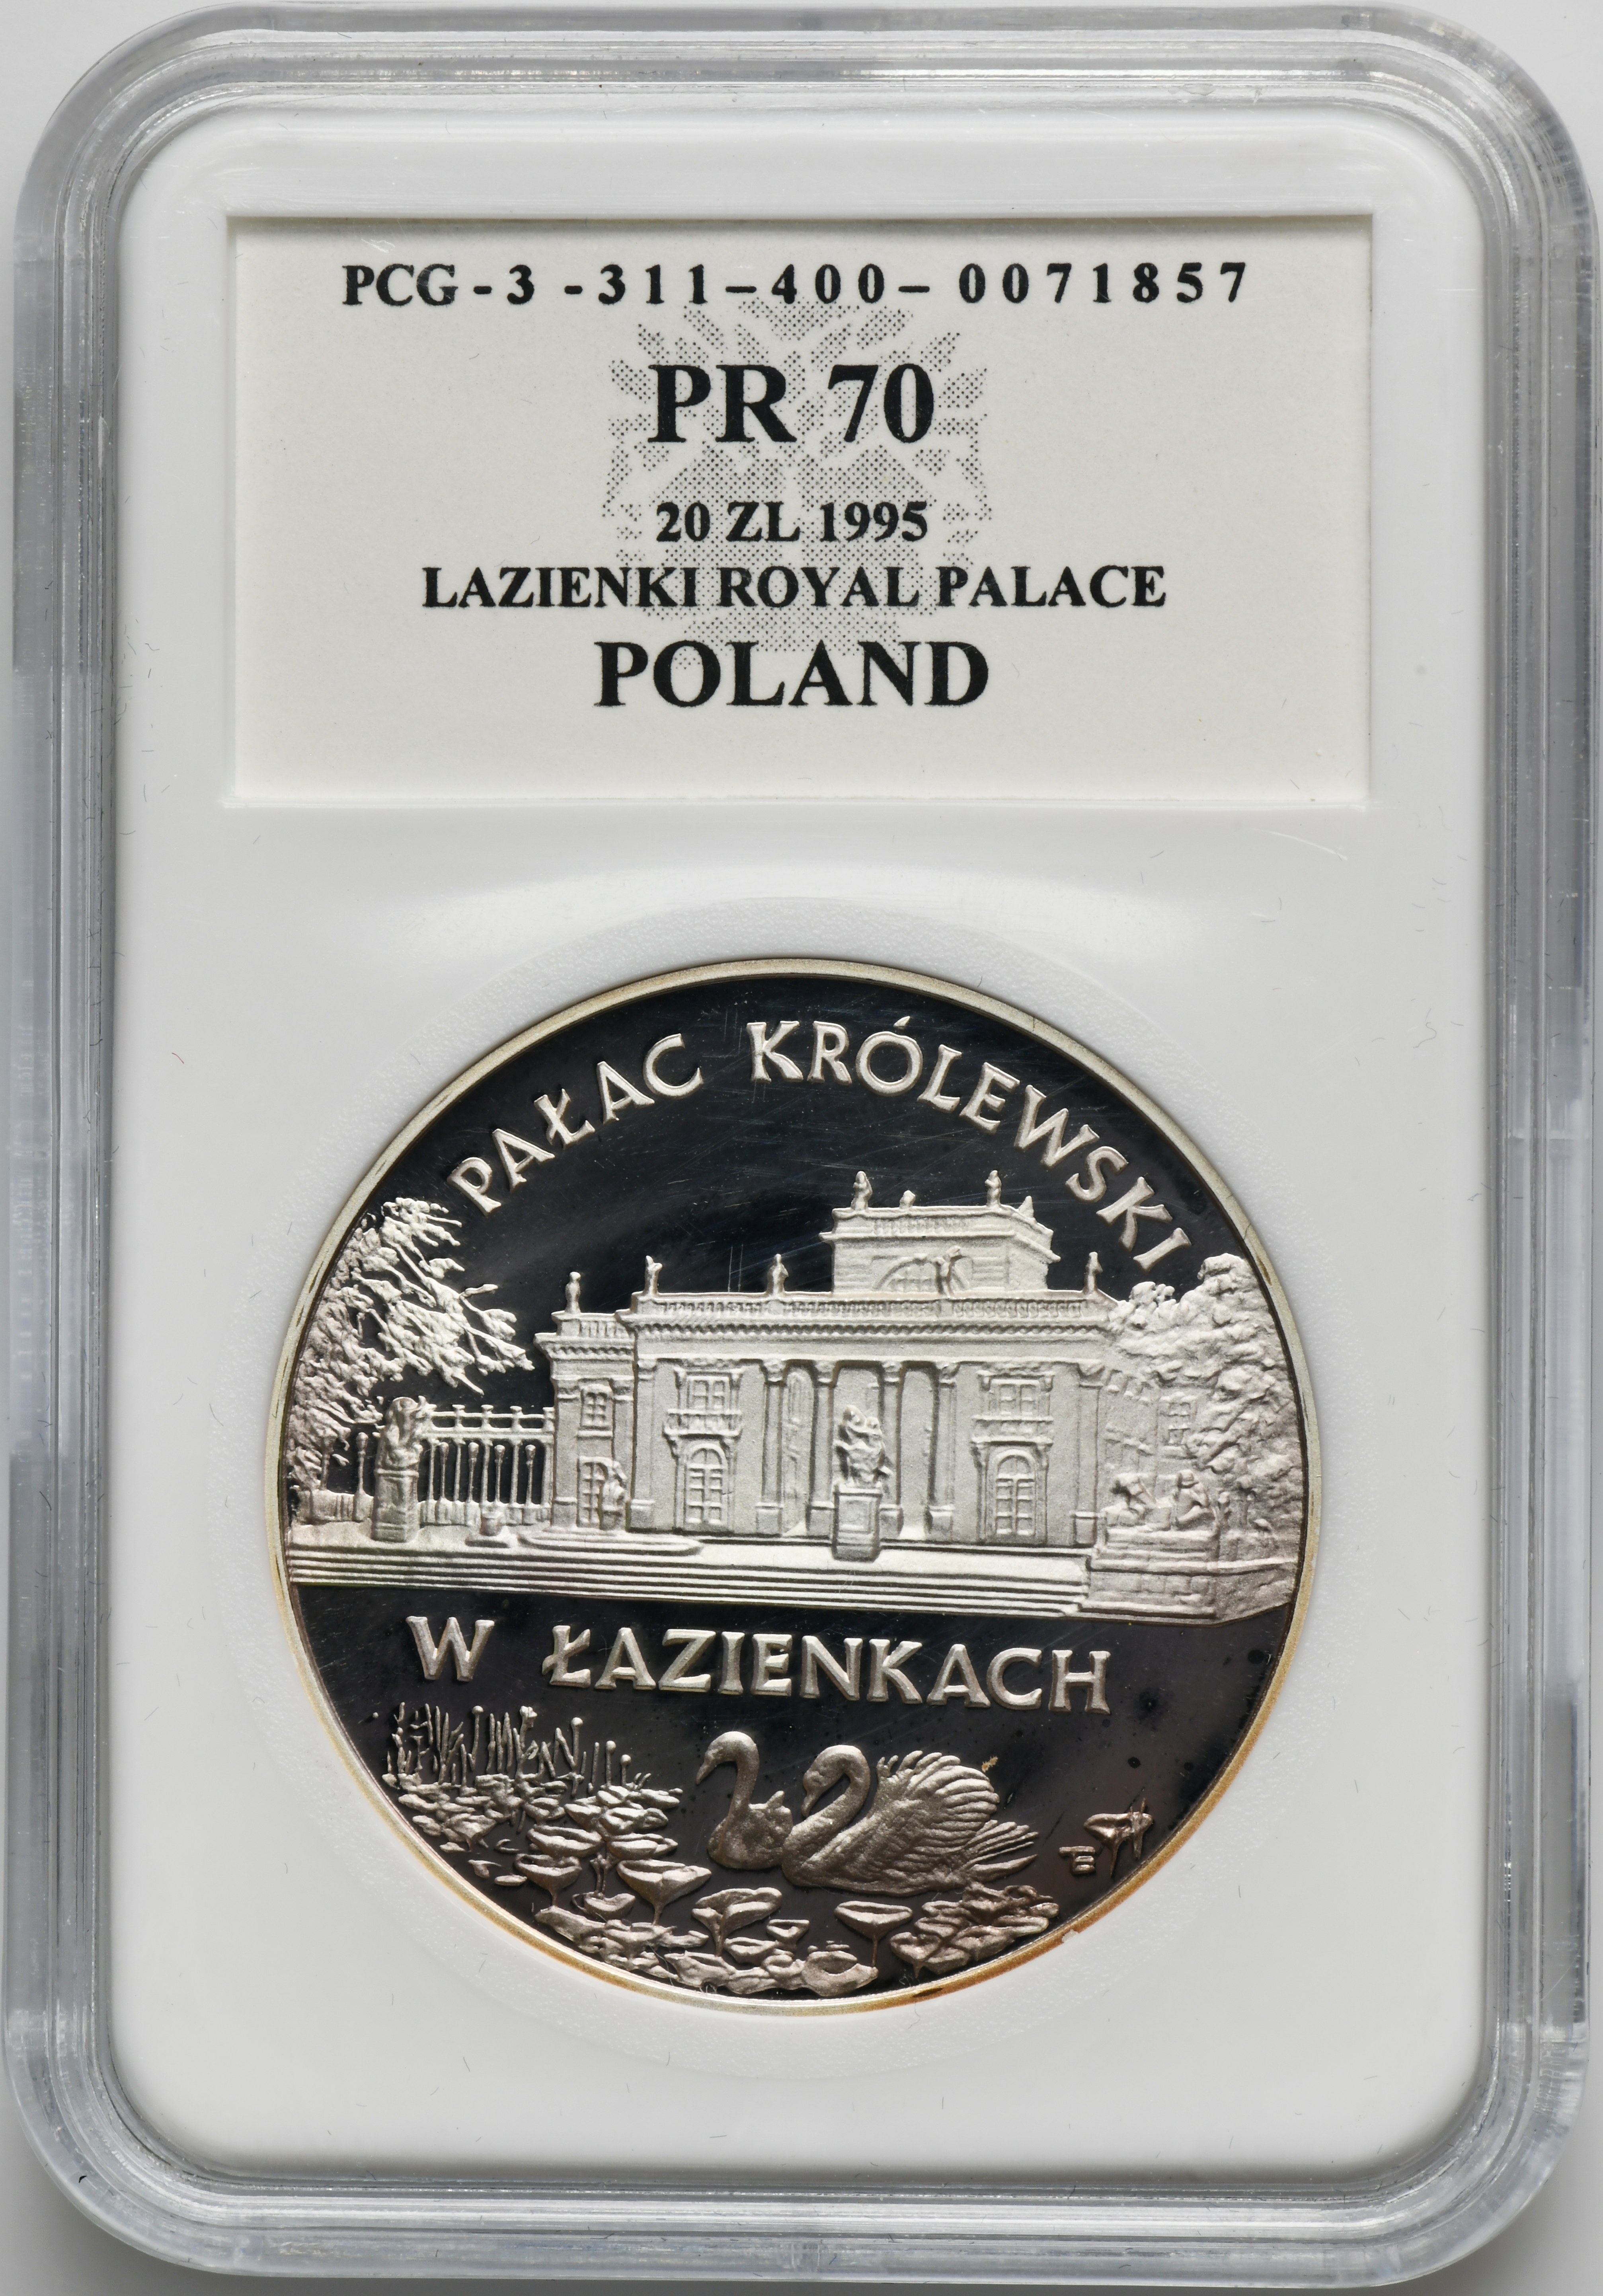 PCG-3-311-400-0071857
PR 70
20 ZL 1995
LAZIENKI ROYAL PALACE
POLAND
PAŁAC KRÓLEWSKI
W ŁAZIENKACH